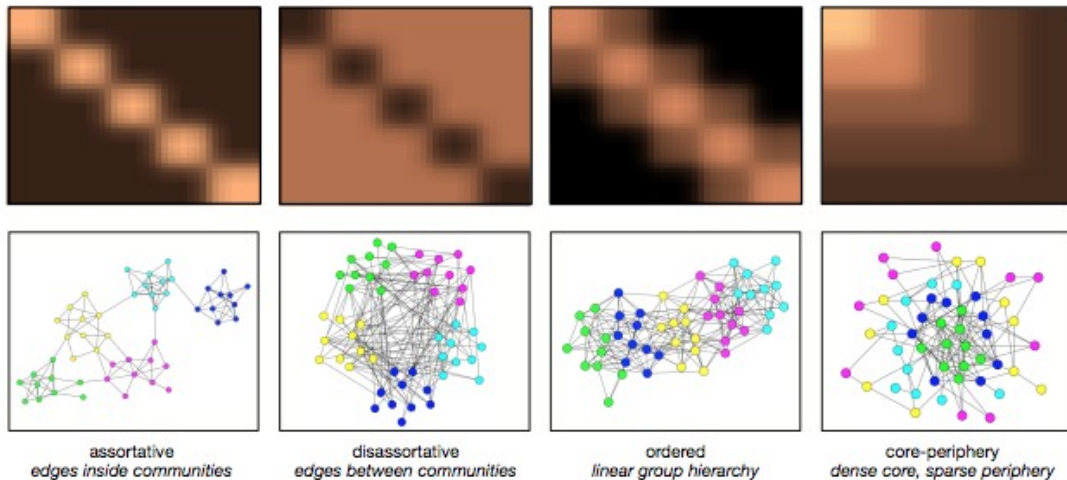 assortative
edges inside communities
disassortative
edges between communities
ordered
linear group hierarchy
core-periphery
dense core, sparse periphery